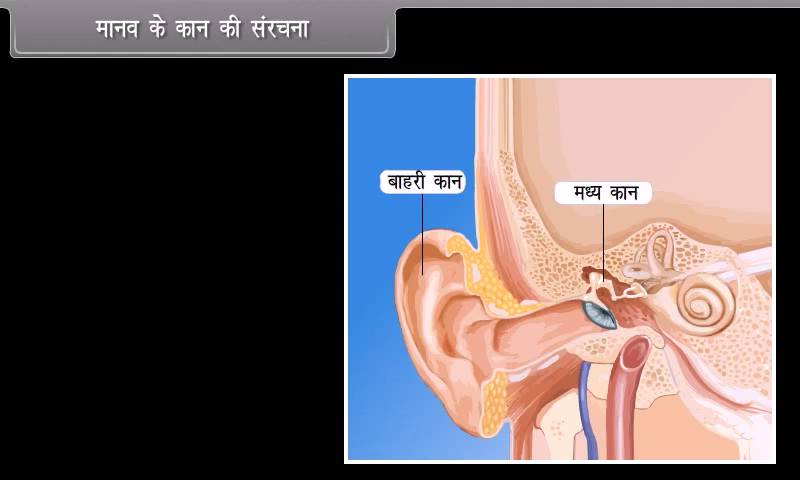 मानव के कान की संरचना
बाहरी कान
मध्य कान